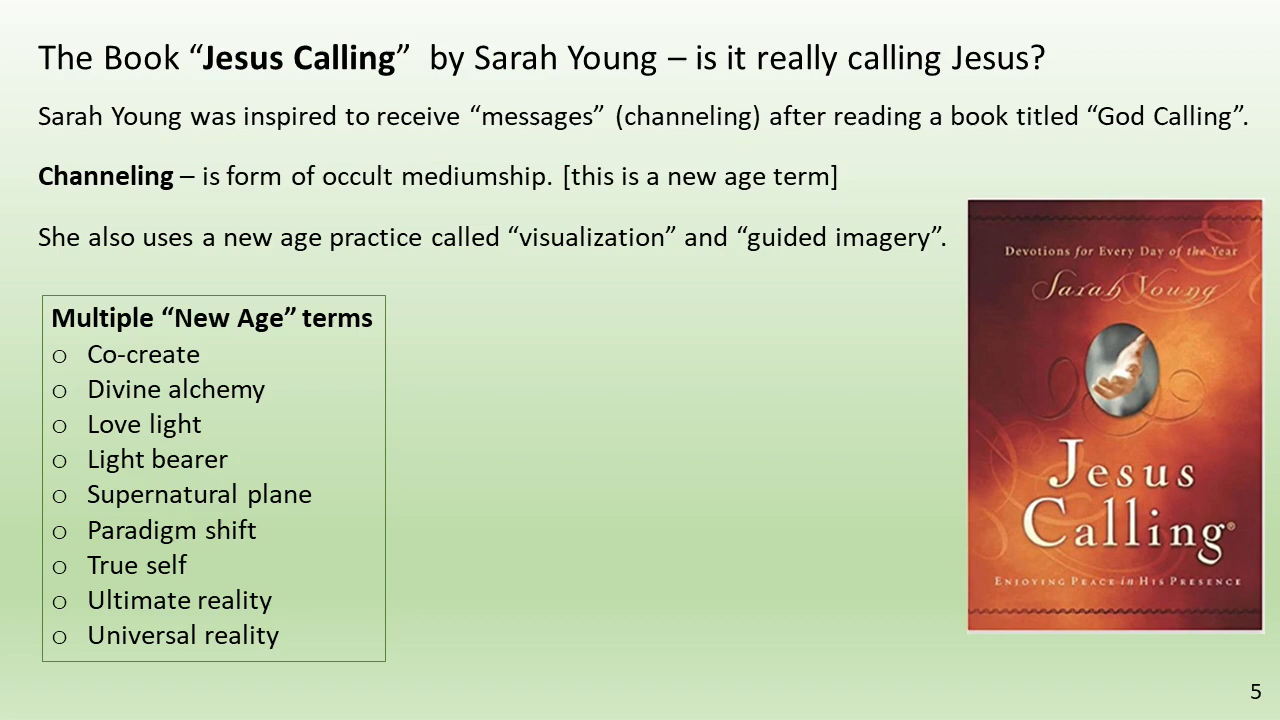 The Book “Jesus Calling” by Sarah Young – is it really calling Jesus?
Sarah Young was inspired to receive “messages” (channeling) after reading a book titled “God Calling”.
Channeling – is form of occult mediumship. [this is a new age term]
She also uses a new age practice called “visualization” and “guided imagery”.
Multiple “New Age” terms
o Co-create
o Divine alchemy
o Love light
o Light bearer
o Supernatural plane
o Paradigm shift
o True self
o Ultimate reality
o Universal reality
Devotions for Every Day of the Year
Sarah Young
Jesus
Calling®
Enjoying Peace in His Presence
5